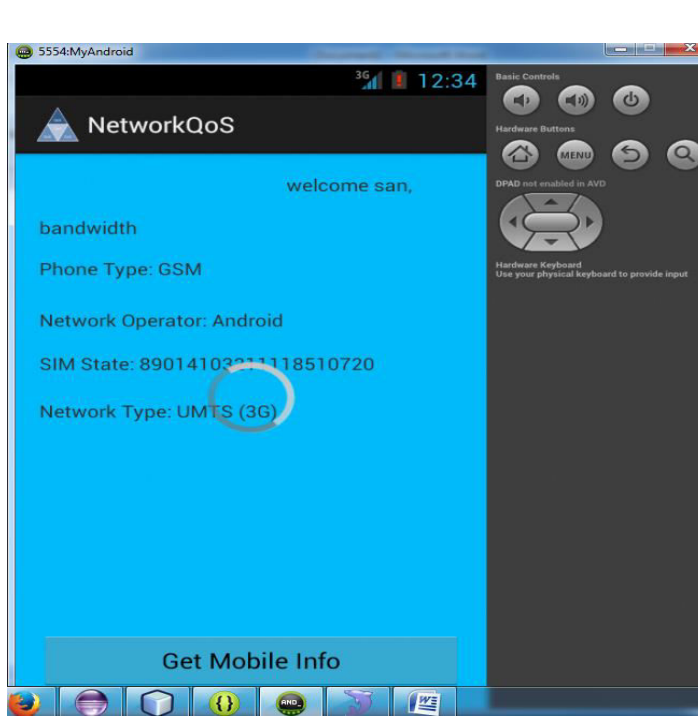 5554:MyAndroid
3G 12:34
NetworkQoS
welcome san,
bandwidth
Phone Type: GSM
Network Operator: Android
SIM State: 89014103211118510720
Network Type: UMTS (3G)
Get Mobile Info
Basic Controls
Hardware Buttons
MENU
DPAD not enabled in AVD
Hardware Keyboard
Use your physical keyboard to provide input